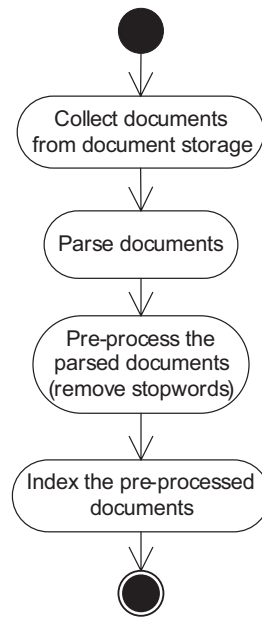 Collect documents
from document storage
Parse documents
Pre-process the
parsed documents
(remove stopwords)
Index the pre-processed
documents